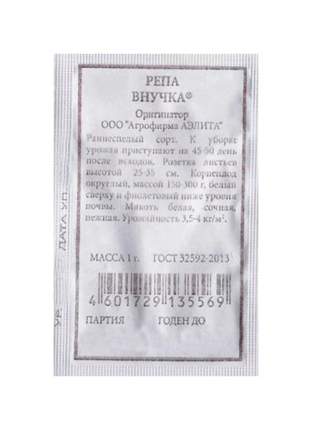 РЕПА
ВНУЧКА®
Оригинатор
ООО "Агрофирма АЭЛИТА"
Раннеспелый сорт. К уборке
урожая приступают на 45-50 день
после всходов. Розетка листьев
высотой 25-35 см. Корнеплод
округлый, массой 150-300 г, белый
сверху и фиолетовый ниже уровня
почвы. Мякоть белая, сочная,
нежная. Урожайность 3,5-4 кг/м².
МАССА 1 г. ГОСТ 32592-2013
4 601729 135569
ПАРТИЯ ГОДЕН ДО
ДАТА УП
УР